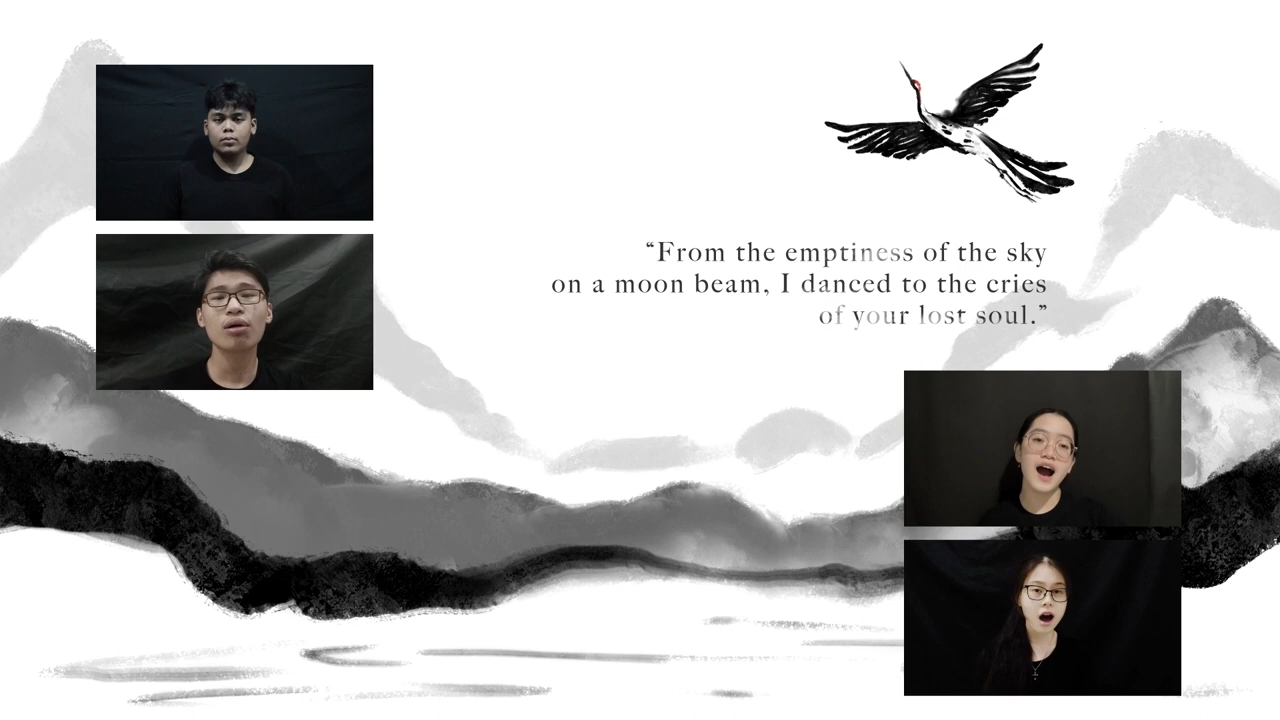 “From the emptiness of the sky
on a moon beam, I danced to the cries
of your lost soul.”